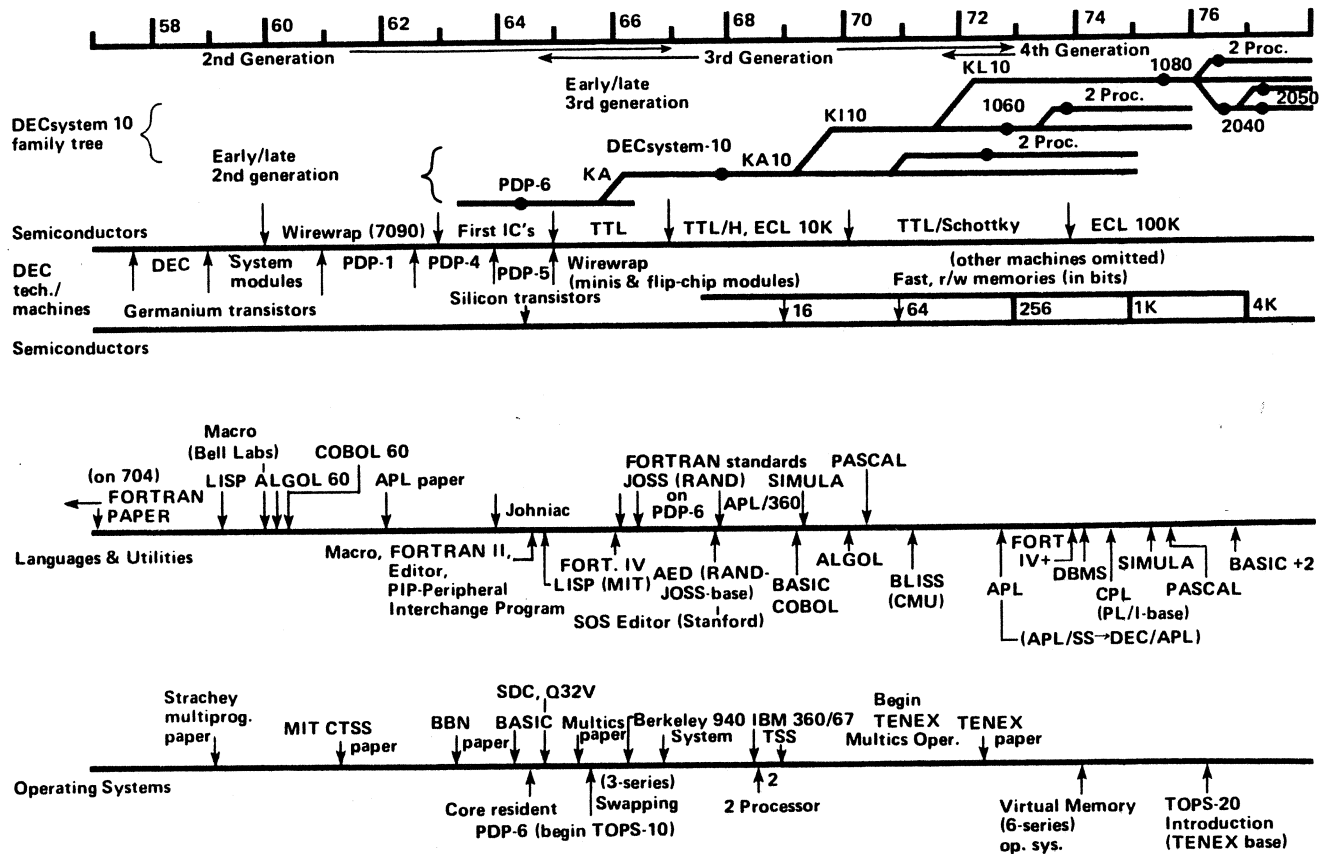 58 60 62 64 66 68 70 72 74 76
2nd Generation 3rd Generation 4th Generation
2 Proc.
KL10 1080
Early/late
3rd generation
2050
2040
1060 2 Proc.
KI10
DECsystem 10
family tree
DECsystem-10
KA10
2 Proc.
Early/late
2nd generation
KA
PDP-6
Semiconductors
Wirewrap (7090) First IC's TTL TTL/H, ECL 10K TTL/Schottky ECL 100K
DEC
tech./
machines
DEC
System
modules
PDP-1 PDP-4 PDP-5
Wirewrap
(minis & flip-chip modules)
(other machines omitted)
Fast, r/w memories (in bits)
Germanium transistors
Silicon transistors
16 64 256 1K 4K
Semiconductors
Macro
(Bell Labs)
COBOL 60
(on 704)
FORTRAN
PAPER
LISP ALGOL 60
APL paper
Johniac
FORTRAN standards
JOSS (RAND)
on
PDP-6
APL/360
SIMULA
PASCAL
Languages & Utilities
Macro, FORTRAN II,
Editor,
PIP-Peripheral
Interchange Program
FORT. IV
LISP (MIT)
AED (RAND-
JOSS-base)
SOS Editor (Stanford)
BASIC
COBOL
ALGOL
BLISS
(CMU)
APL
(APL/SS→DEC/APL)
FORT
IV+
DBMS
CPL
(PL/I-base)
SIMULA
PASCAL
BASIC +2
Strachey
multiprog.
paper
MIT CTSS
paper
BBN
paper
BASIC
SDC, Q32V
Multics
paper
Berkeley 940
System
IBM 360/67
TSS
Begin
TENEX
Multics Oper.
TENEX
paper
Operating Systems
Core resident
PDP-6 (begin TOPS-10)
(3-series)
Swapping
2
2 Processor
Virtual Memory
(6-series)
op. sys.
TOPS-20
Introduction
(TENEX base)